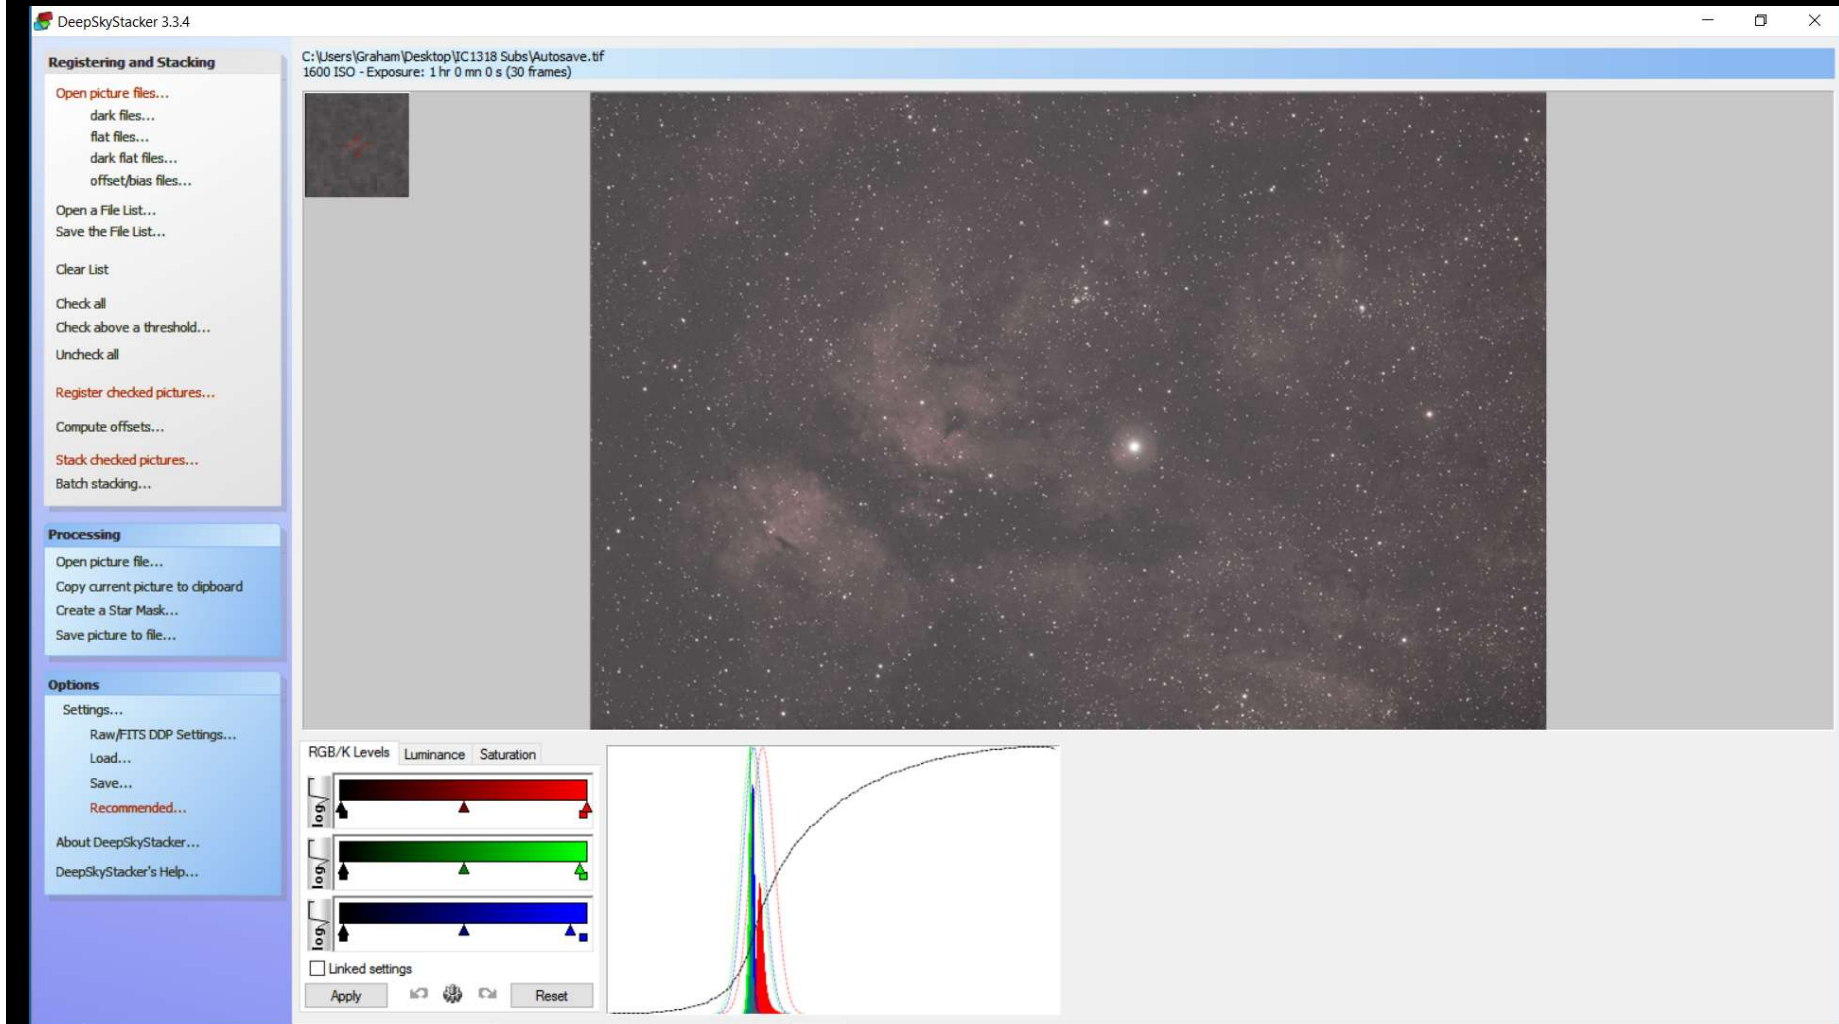 DeepSkyStacker 3.3.4
Registering and Stacking
Open picture files...
dark files...
flat files...
dark flat files...
offset/bias files...
Open a File List...
Save the File List...
Clear List
Check all
Check above a threshold...
Uncheck all
Register checked pictures...
Compute offsets...
Stack checked pictures...
Batch stacking...
Processing
Open picture file...
Copy current picture to clipboard
Create a Star Mask...
Save picture to file...
Options
Settings...
Raw/FITS DDP Settings...
Load...
Save...
Recommended...
About DeepSkyStacker...
DeepSkyStacker's Help...
C:\Users\Graham\Desktop\IC1318 Subs\Autosave.tif
1600 ISO - Exposure: 1 hr 0 mn 0 s (30 frames)
RGB/K Levels Luminance Saturation
log
log
log
Linked settings
Apply Reset